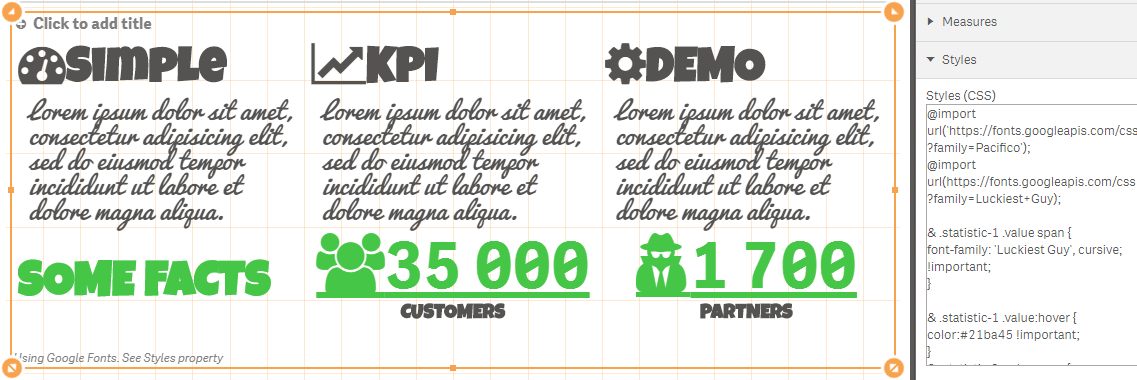 Click to add title
SIMPLE KPI DEMO
Lorem ipsum dolor sit amet,
consectetur adipisicing elit,
sed do eiusmod tempor
incididunt ut labore et
dolore magna aliqua.
Lorem ipsum dolor sit amet,
consectetur adipisicing elit,
sed do eiusmod tempor
incididunt ut labore et
dolore magna aliqua.
Lorem ipsum dolor sit amet,
consectetur adipisicing elit,
sed do eiusmod tempor
incididunt ut labore et
dolore magna aliqua.
SOME FACTS
35 000
CUSTOMERS
1 700
PARTNERS
Using Google Fonts. See Styles property
Measures
Styles
Styles (CSS)
@import
url('https://fonts.googleapis.com/css
?family=Pacifico');
@import
url(https://fonts.googleapis.com/css
?family=Luckiest+Guy);
& .statistic-1 .value span {
font-family: 'Luckiest Guy', cursive;
!important;
}
& .statistic-1 .value:hover {
color:#21ba45 !important;
}